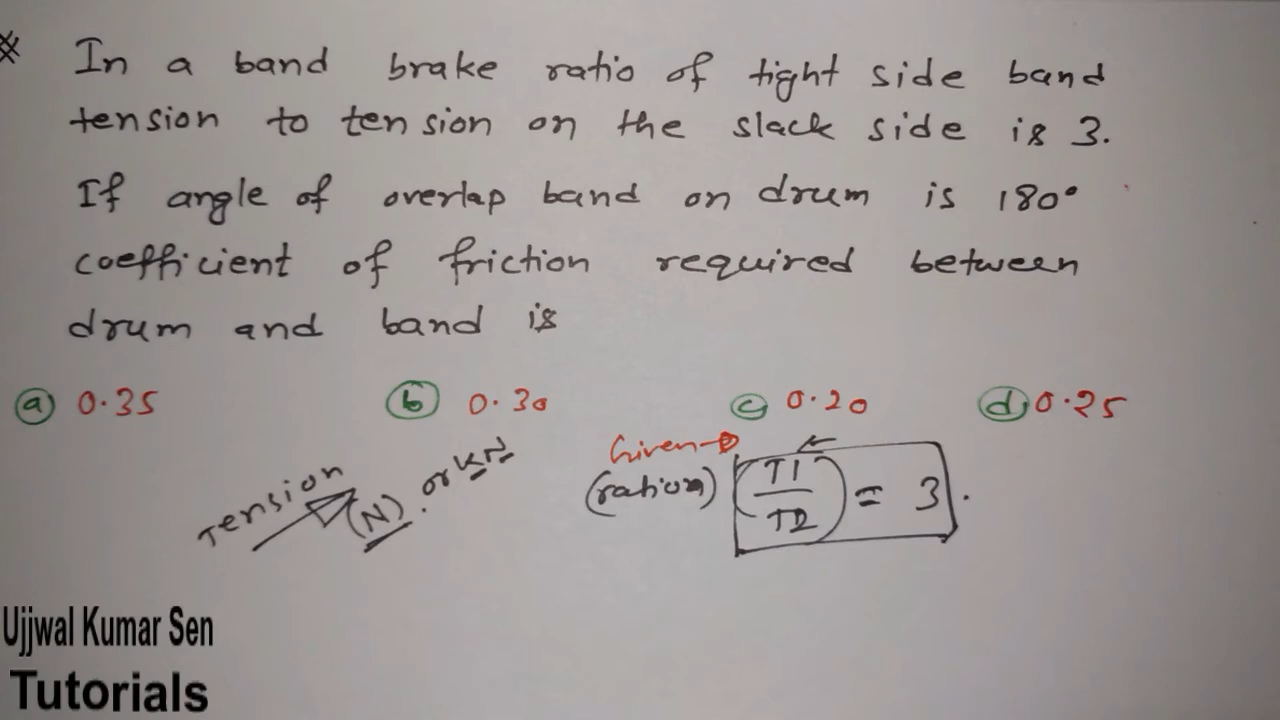 In a band brake ratio of tight side band
tension to tension on the slack side is 3.
If angle of overlap band on drum is 180°
coefficient of friction required between
drum and band is
a 0.35 b 0.30 c 0.20 d 0.25
Given
Tension (N). or KN (ration) (T1/T2) = 3.
Ujjwal Kumar Sen
Tutorials